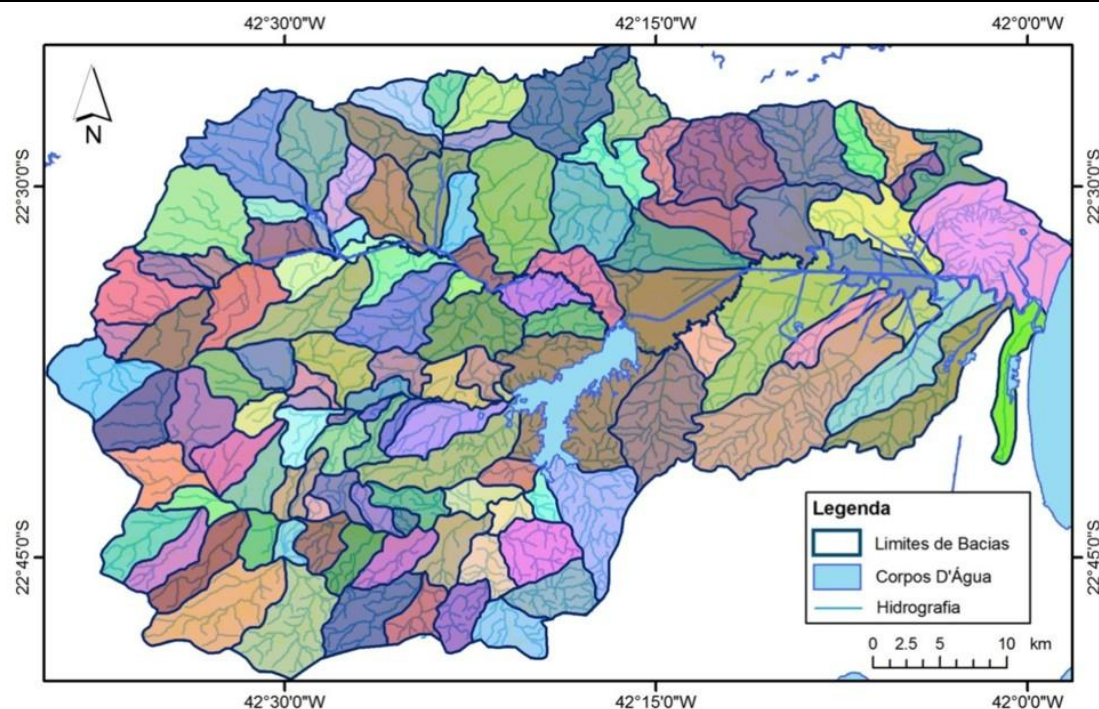 42°30'0"W 42°15'0"W 42°0'0"W
N
22°30'0"S 22°30'0"S
22°45'0"S 22°45'0"S
Legenda
Limites de Bacias
Corpos D'Água
Hidrografia
0 2.5 5 10 km
42°30'0"W 42°15'0"W 42°0'0"W